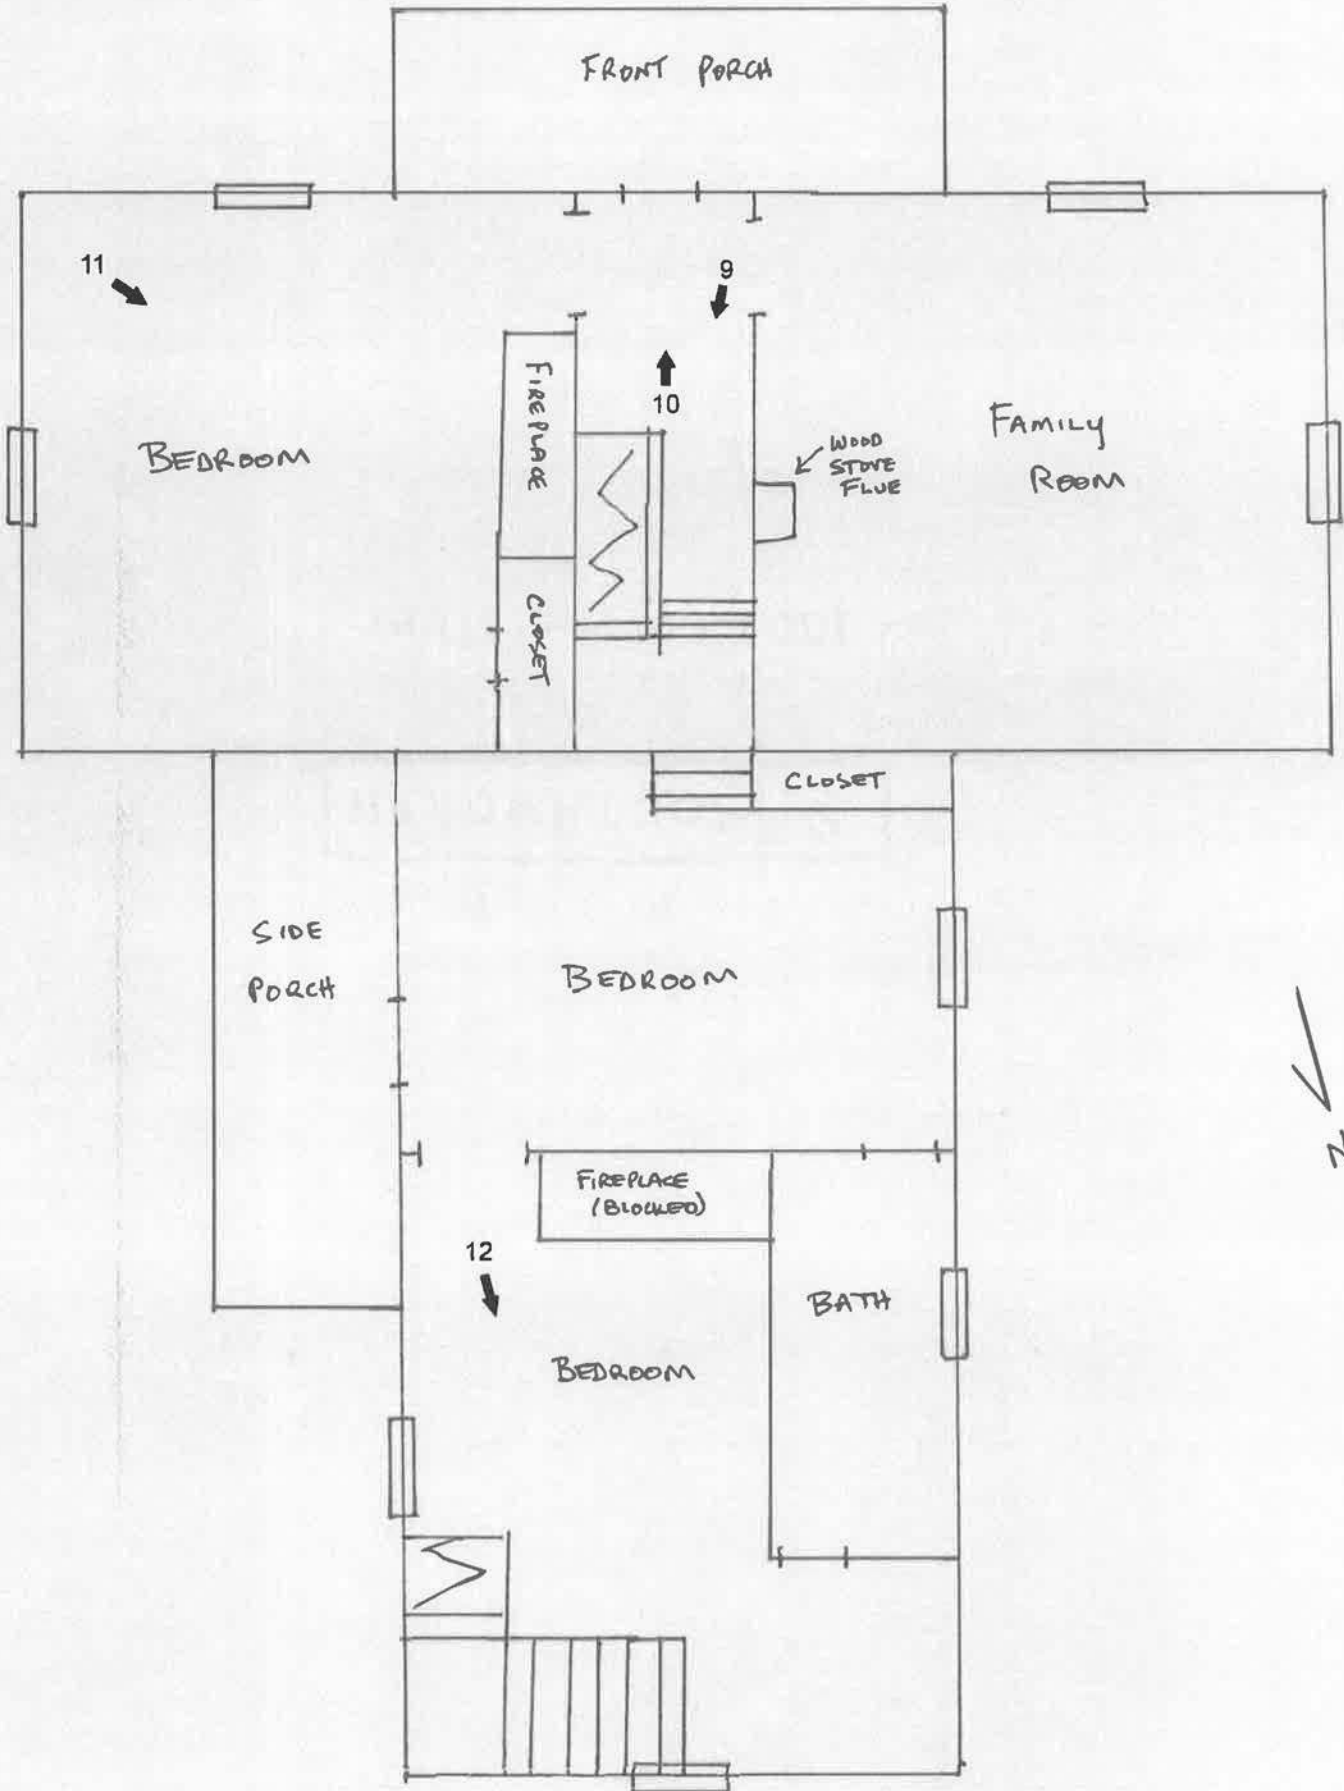 FRONT PORCH
11
9
10
BEDROOM
FIREPLACE
WOOD
STOVE
FLUE
FAMILY
ROOM
CLOSET
CLOSET
SIDE
PORCH
BEDROOM
N
FIREPLACE
(BLOCKED)
12
BATH
BEDROOM